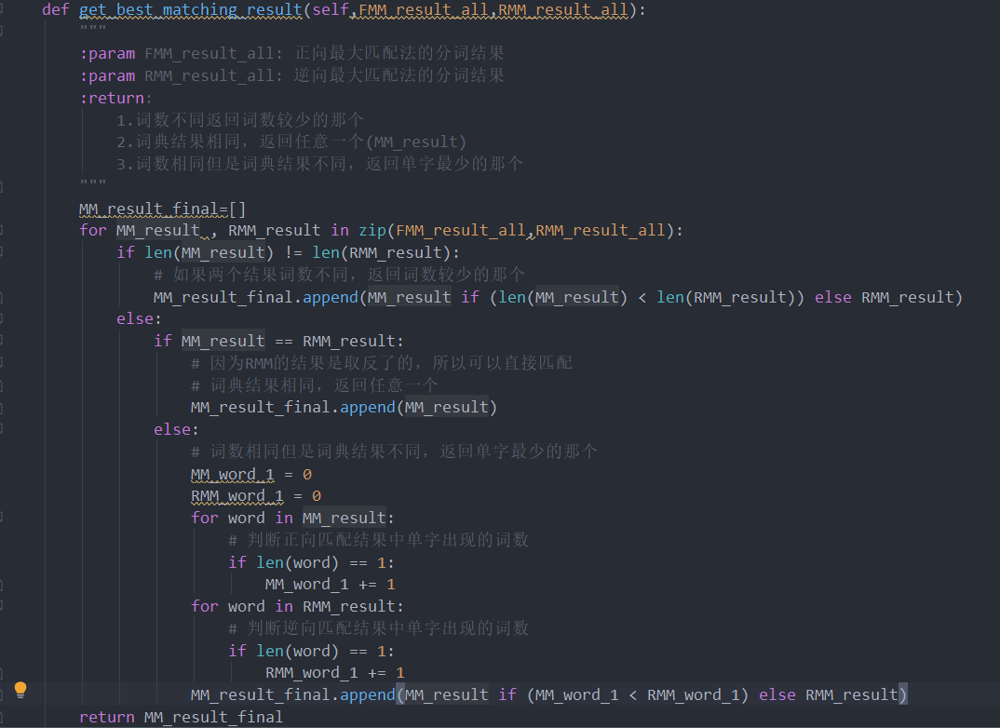 def get_best_matching_result(self,FMM_result_all,RMM_result_all):
    """
    :param FMM_result_all: 正向最大匹配法的分词结果
    :param RMM_result_all: 逆向最大匹配法的分词结果
    :return:
        1.词数不同返回词数较少的那个
        2.词典结果相同，返回任意一个(MM_result)
        3.词数相同但是词典结果不同，返回单字最少的那个
    """
    MM_result_final=[]
    for MM_result , RMM_result in zip(FMM_result_all,RMM_result_all):
        if len(MM_result) != len(RMM_result):
            # 如果两个结果词数不同，返回词数较少的那个
            MM_result_final.append(MM_result if (len(MM_result) < len(RMM_result)) else RMM_result)
        else:
            if MM_result == RMM_result:
                # 因为RMM的结果是取反了的，所以可以直接匹配
                # 词典结果相同，返回任意一个
                MM_result_final.append(MM_result)
            else:
                # 词数相同但是词典结果不同，返回单字最少的那个
                MM_word_1 = 0
                RMM_word_1 = 0
                for word in MM_result:
                    # 判断正向匹配结果中单字出现的词数
                    if len(word) == 1:
                        MM_word_1 += 1
                for word in RMM_result:
                    # 判断逆向匹配结果中单字出现的词数
                    if len(word) == 1:
                        RMM_word_1 += 1
                MM_result_final.append(MM_result if (MM_word_1 < RMM_word_1) else RMM_result)
    return MM_result_final